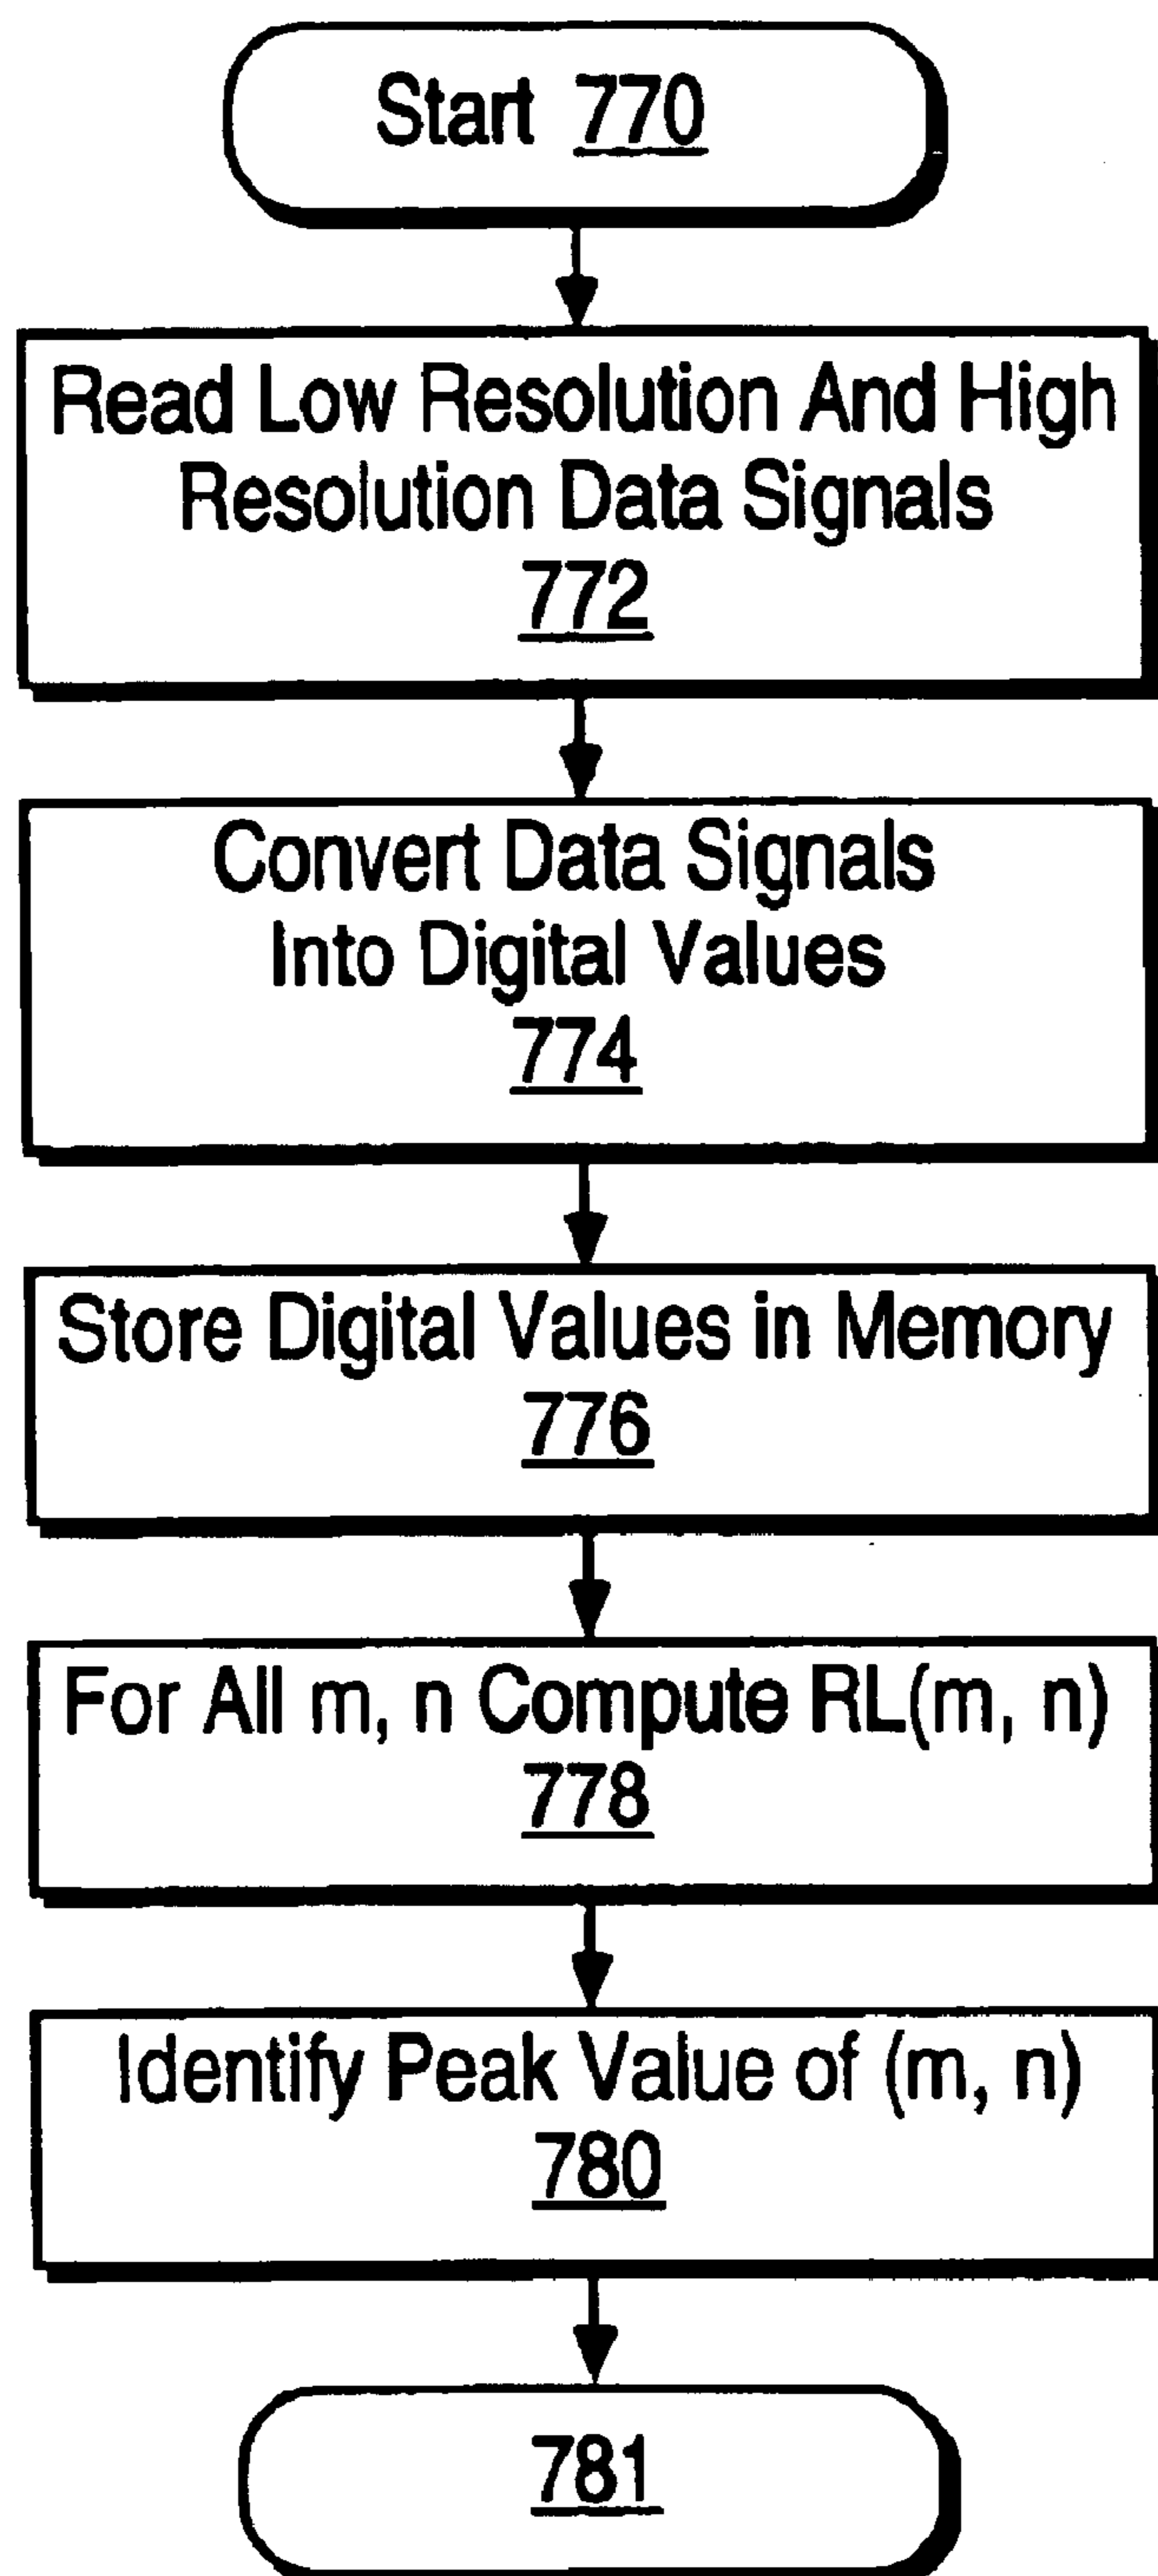 Start 770
Read Low Resolution And High
Resolution Data Signals
772
Convert Data Signals
Into Digital Values
774
Store Digital Values in Memory
776
For All m, n Compute RL(m, n)
778
Identify Peak Value of (m, n)
780
781